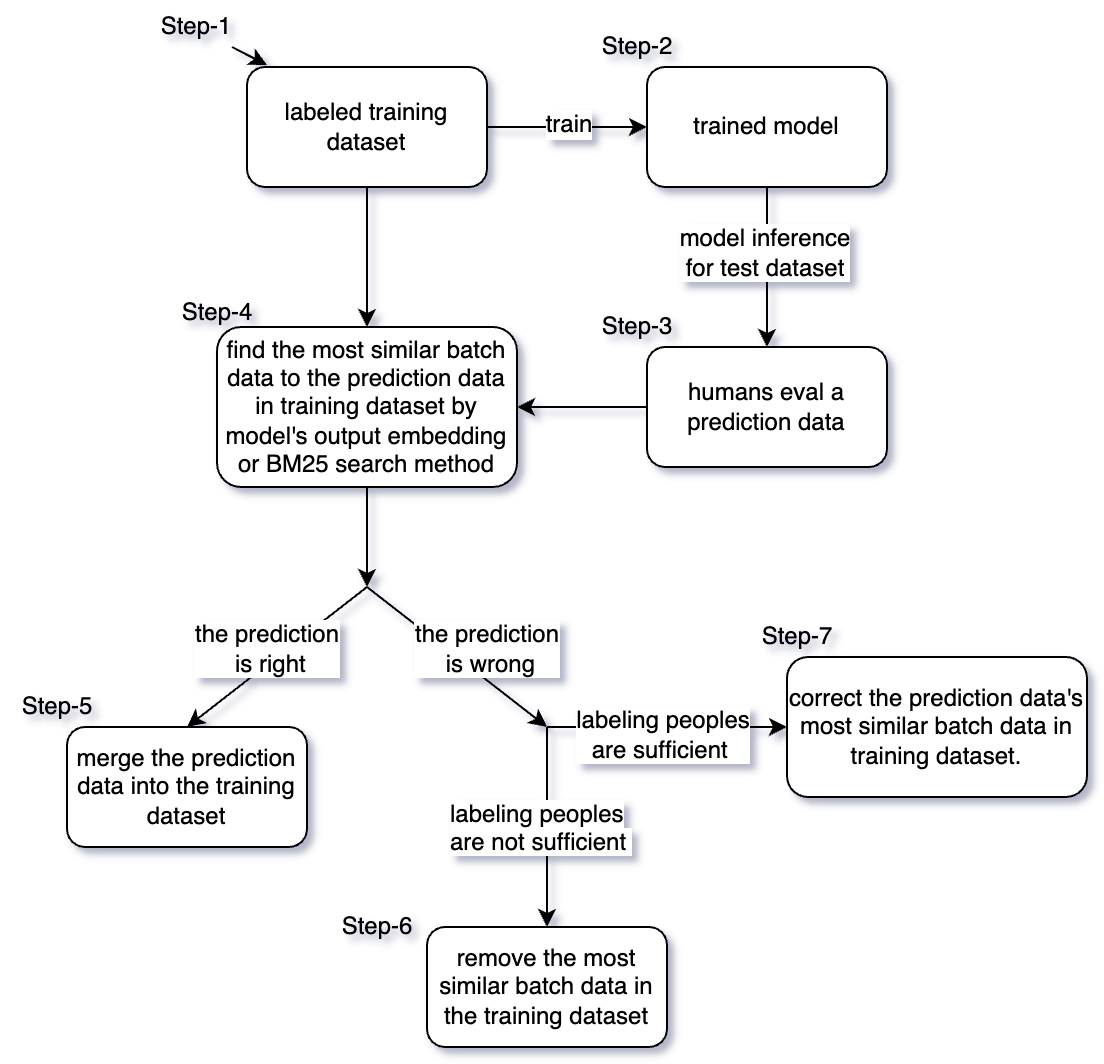 Step-1
labeled training
dataset
train
Step-2
trained model
model inference
for test dataset
Step-3
humans eval a
prediction data
Step-4
find the most similar batch
data to the prediction data
in training dataset by
model's output embedding
or BM25 search method
the prediction
is right
the prediction
is wrong
Step-5
merge the prediction
data into the training
dataset
labeling peoples
are sufficient
Step-7
correct the prediction data's
most similar batch data in
training dataset.
labeling peoples
are not sufficient
Step-6
remove the most
similar batch data in
the training dataset